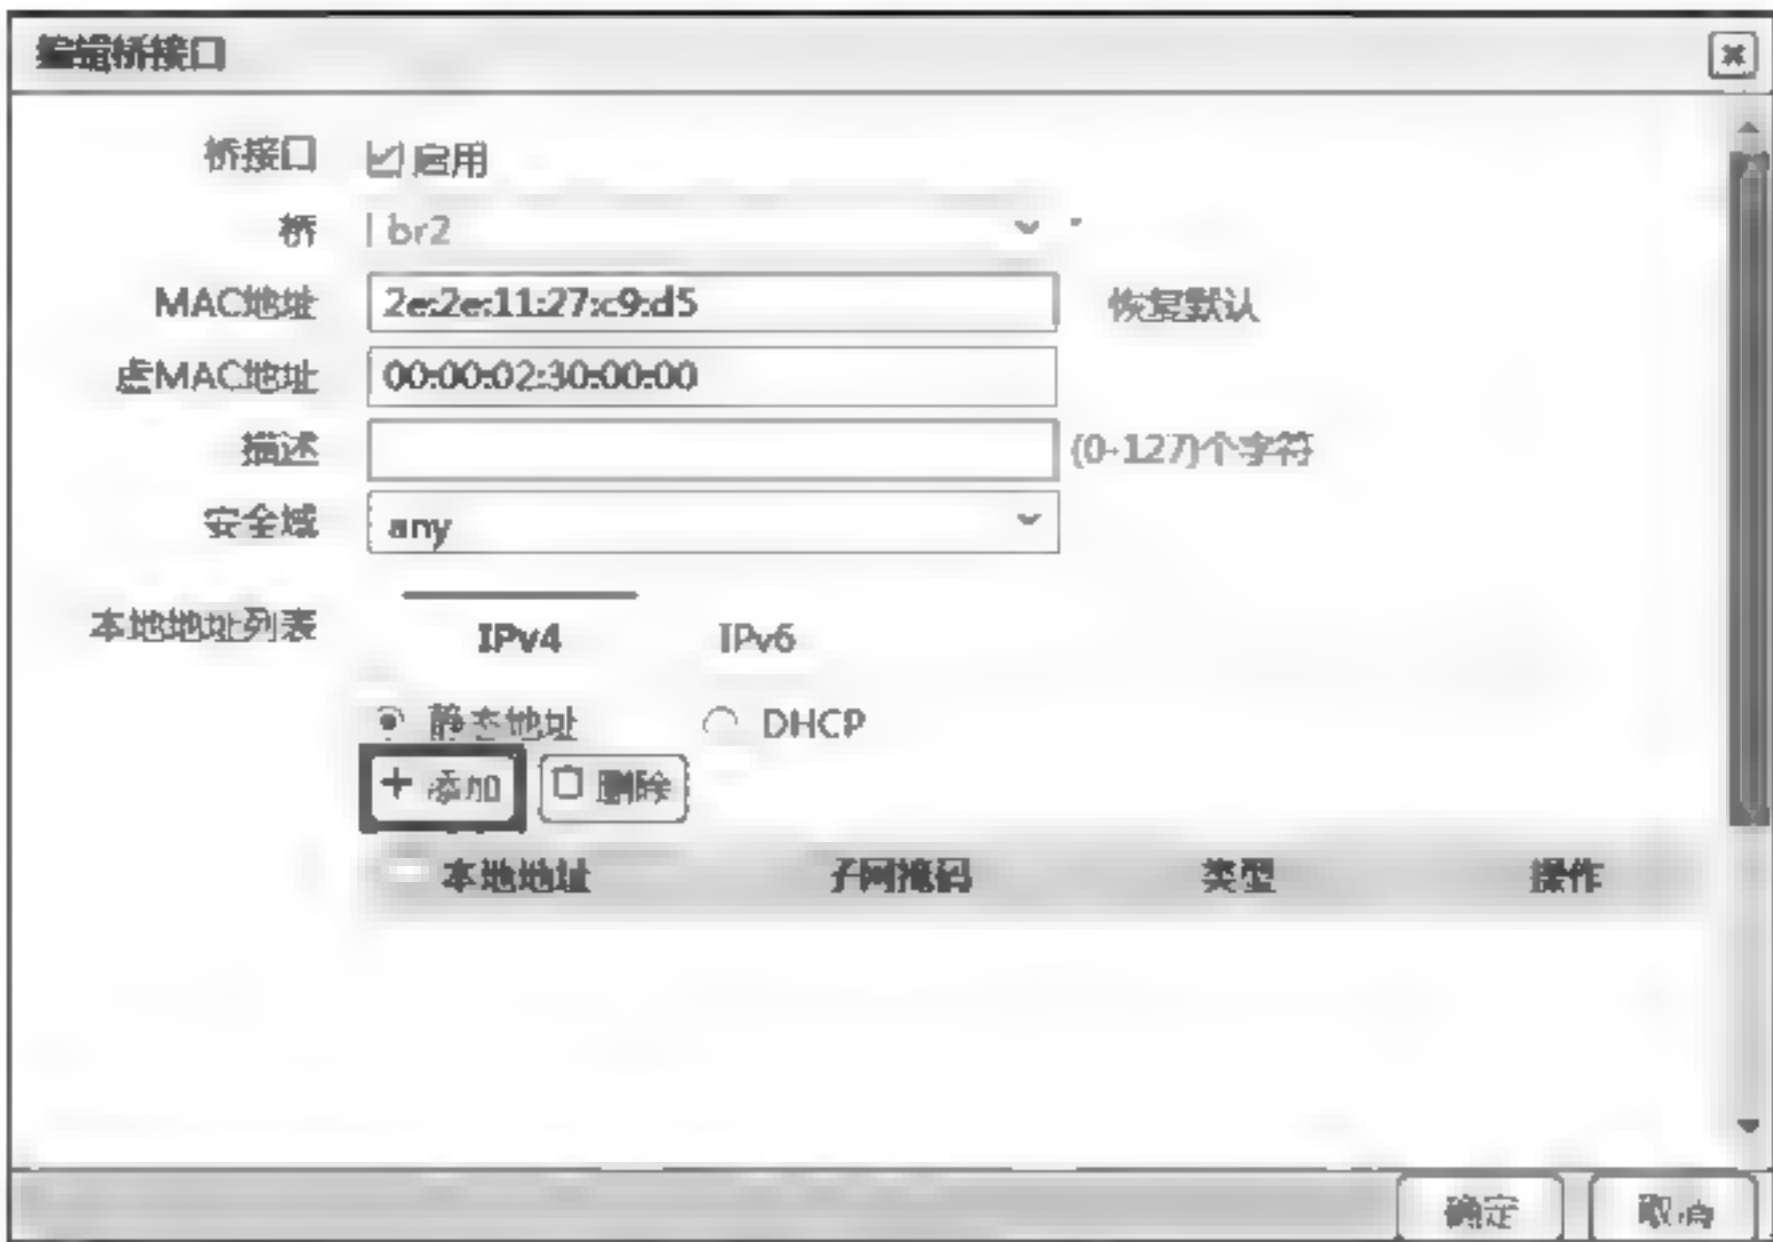 编辑桥接口
桥接口 启用
桥 br2
MAC地址 2e:2e:11:27:c9:d5 恢复默认
虚MAC地址 00:00:02:30:00:00
描述 (0-127)个字符
安全域 any
本地地址列表 IPv4 IPv6
静态地址 DHCP
+ 添加 删除
本地地址 子网掩码 类型 操作
确定 取消